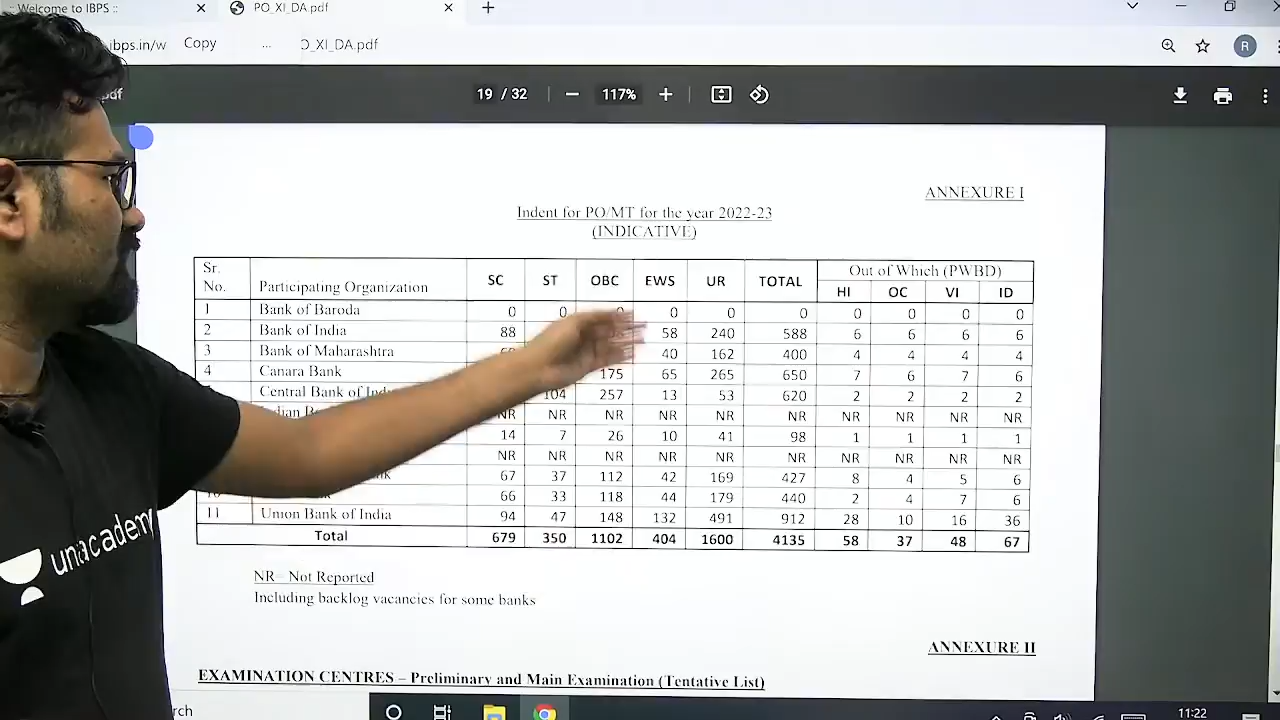 :: Welcome to IBPS ::
PO_XI_DA.pdf
ibps.in/w Copy ... O_XI_DA.pdf
R
pdf 19 / 32 117%
ANNEXURE I
Indent for PO/MT for the year 2022-23
(INDICATIVE)
Sr. No. Participating Organization SC ST OBC EWS UR TOTAL Out of Which (PWBD)
HI OC VI ID
1 Bank of Baroda 0 0 0 0 0 0 0 0 0
2 Bank of India 88 58 240 588 6 6 6 6
3 Bank of Maharashtra 40 162 400 4 4 4 4
4 Canara Bank 175 65 265 650 7 6 7 6
Central Bank of Ind 104 257 13 53 620 2 2 2 2
NR NR NR NR NR NR NR NR NR NR
14 7 26 10 41 98 1 1 1 1
NR NR NR NR NR NR NR NR NR NR
67 37 112 42 169 427 8 4 5 6
10 66 33 118 44 179 440 2 4 7 6
11 Union Bank of India 94 47 148 132 491 912 28 10 16 36
Total 679 350 1102 404 1600 4135 58 37 48 67
NR – Not Reported
Including backlog vacancies for some banks
ANNEXURE II
EXAMINATION CENTRES – Preliminary and Main Examination (Tentative List)
unacademy
rch
11:22